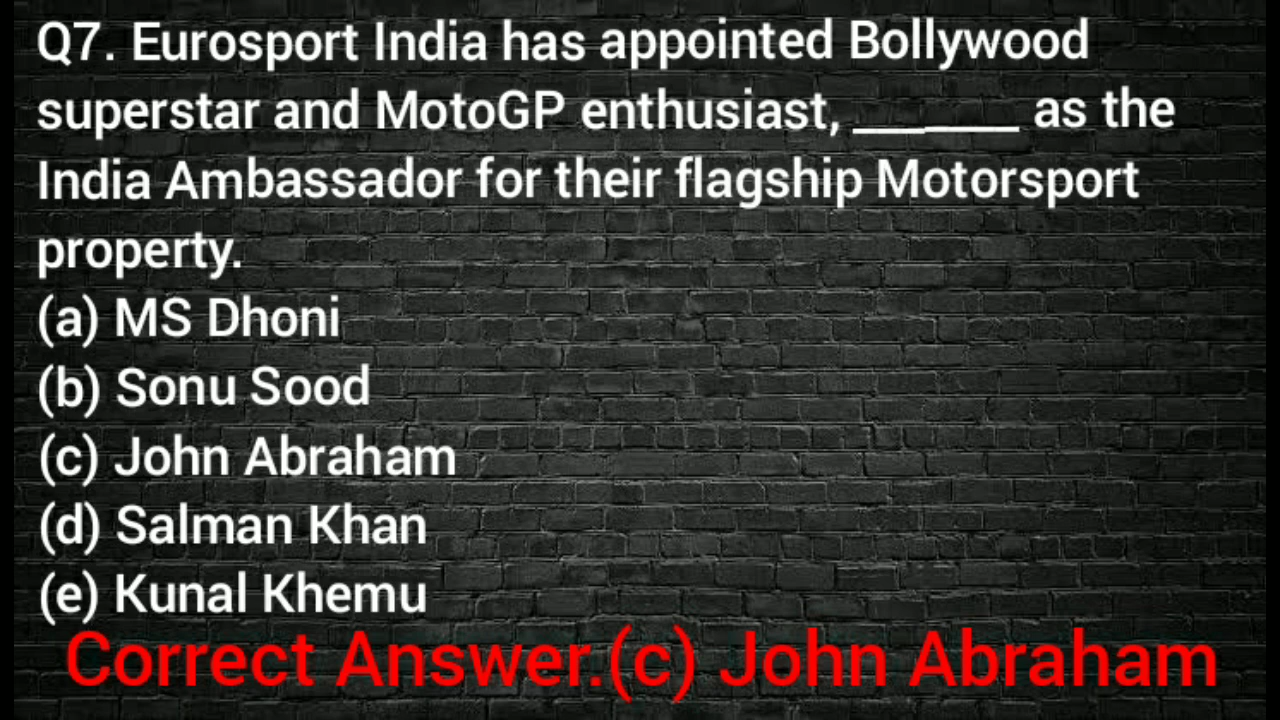 Q7. Eurosport India has appointed Bollywood
superstar and MotoGP enthusiast, _______ as the
India Ambassador for their flagship Motorsport
property.
(a) MS Dhoni
(b) Sonu Sood
(c) John Abraham
(d) Salman Khan
(e) Kunal Khemu
Correct Answer.(c) John Abraham